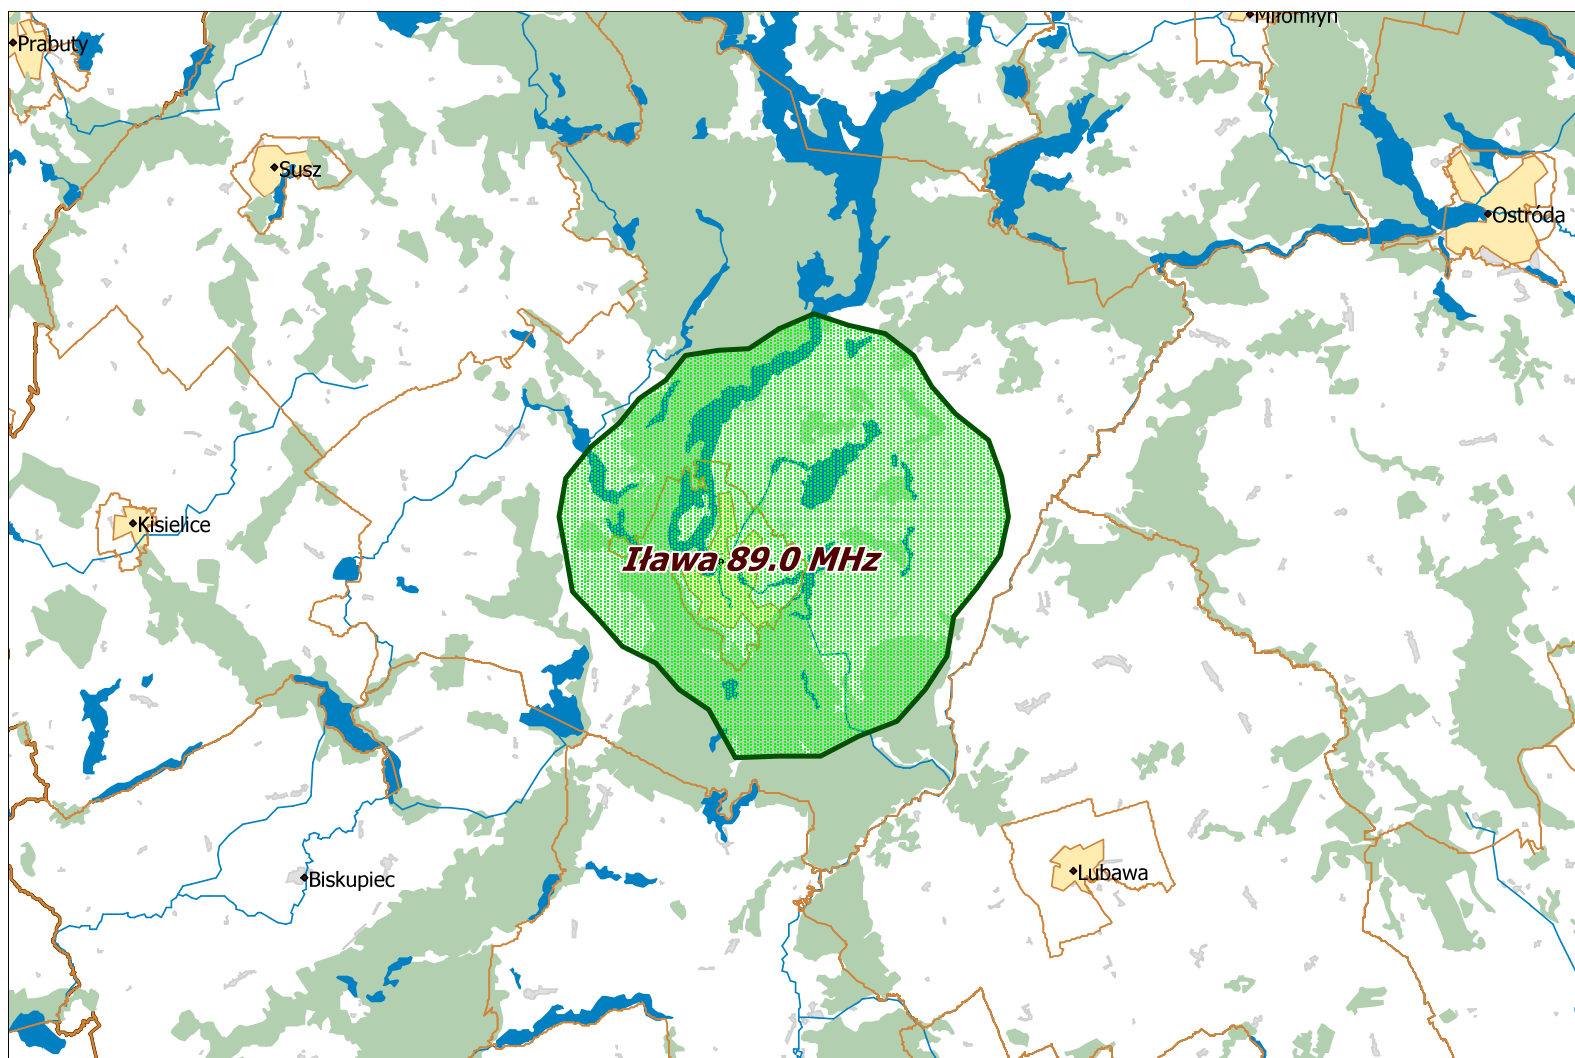 Miłomłyn
Prabuty
Susz
Ostróda
Kisielice
Iława 89.0 MHz
Lubawa
Biskupiec